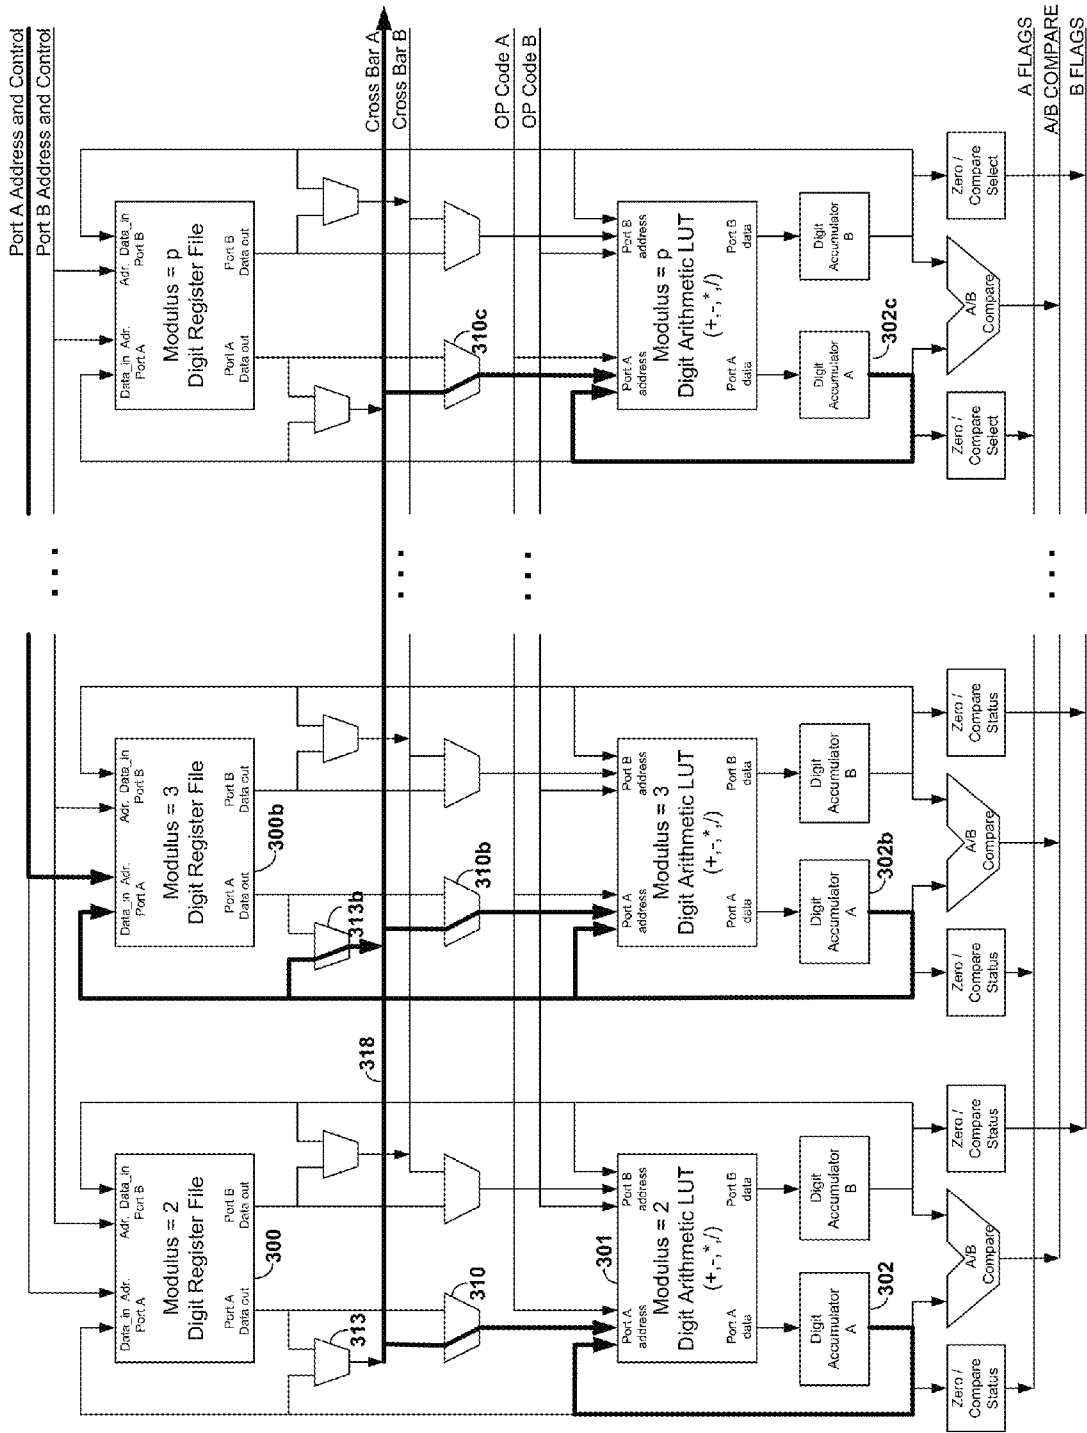 Port A Address and Control
Port B Address and Control
Cross Bar A
Cross Bar B
OP Code A
OP Code B
A FLAGS
A/B COMPARE
B FLAGS
Data_in Adr.
Port A
Adr. Data_in
Port B
Modulus = 2
Digit Register File
Port A
Data out
Port B
Data out
300
313
310
318
301
Port A
address
Port B
address
Modulus = 2
Digit Arithmetic LUT
(+,-,*,/)
Port A
data
Port B
data
Digit
Accumulator
A
302
Digit
Accumulator
B
Zero /
Compare
Status
A/B
Compare
Zero /
Compare
Status
Data_in Adr.
Port A
Adr. Data_in
Port B
Modulus = 3
Digit Register File
Port A
Data out
Port B
Data out
300b
313b
310b
Port A
address
Port B
address
Modulus = 3
Digit Arithmetic LUT
(+,-,*,/)
Port A
data
Port B
data
Digit
Accumulator
A
302b
Digit
Accumulator
B
Zero /
Compare
Status
A/B
Compare
Zero /
Compare
Status
Data_in Adr.
Port A
Adr. Data_in
Port B
Modulus = p
Digit Register File
Port A
Data out
Port B
Data out
310c
Port A
address
Port B
address
Modulus = p
Digit Arithmetic LUT
(+,-,*,/)
Port A
data
Port B
data
Digit
Accumulator
A
302c
Digit
Accumulator
B
Zero /
Compare
Select
A/B
Compare
Zero /
Compare
Select